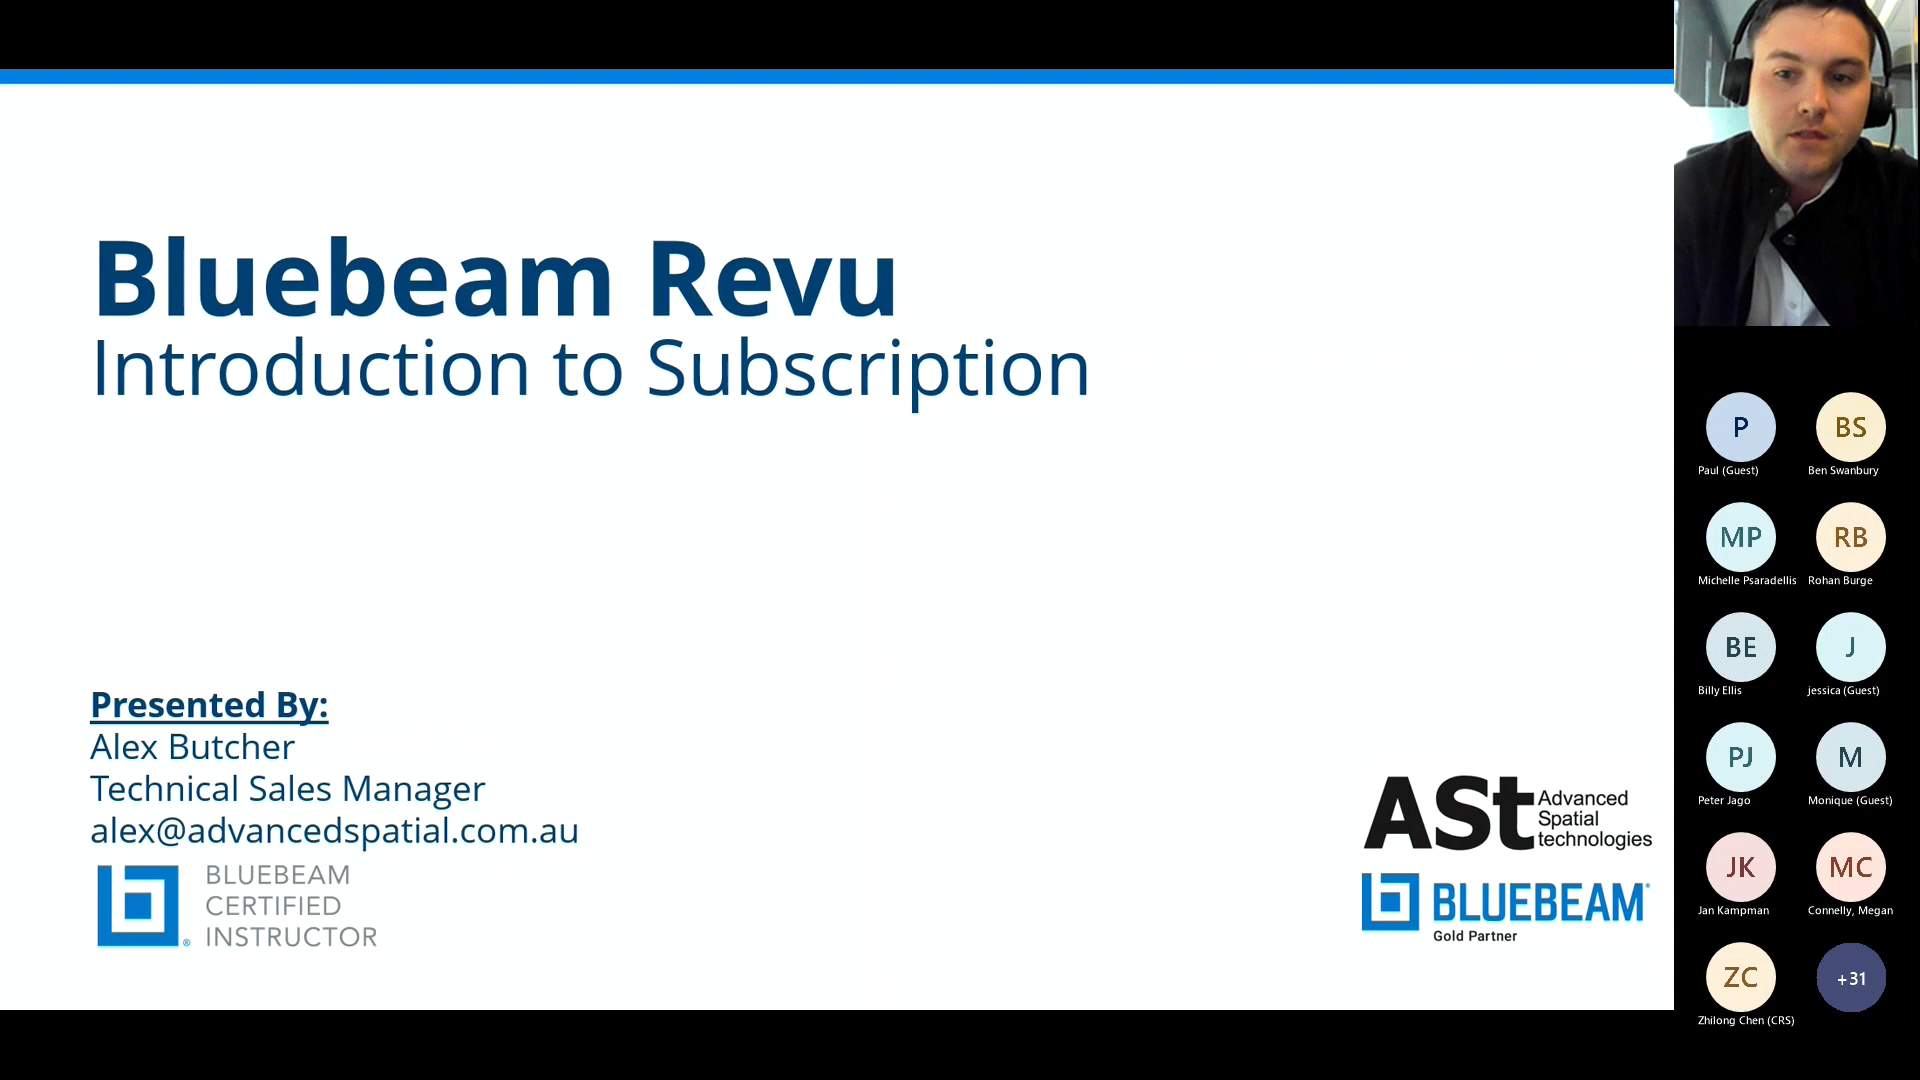 Bluebeam Revu
Introduction to Subscription
Presented By:
Alex Butcher
Technical Sales Manager
alex@advancedspatial.com.au
BLUEBEAM
CERTIFIED
INSTRUCTOR
ASt Advanced
Spatial
technologies
BLUEBEAM
Gold Partner
P
BS
Paul (Guest)
Ben Swanbury
MP
RB
Michelle Psaradellis
Rohan Burge
BE
J
Billy Ellis
jessica (Guest)
PJ
M
Peter Jago
Monique (Guest)
JK
MC
Jan Kampman
Connelly, Megan
ZC
+31
Zhilong Chen (CRS)